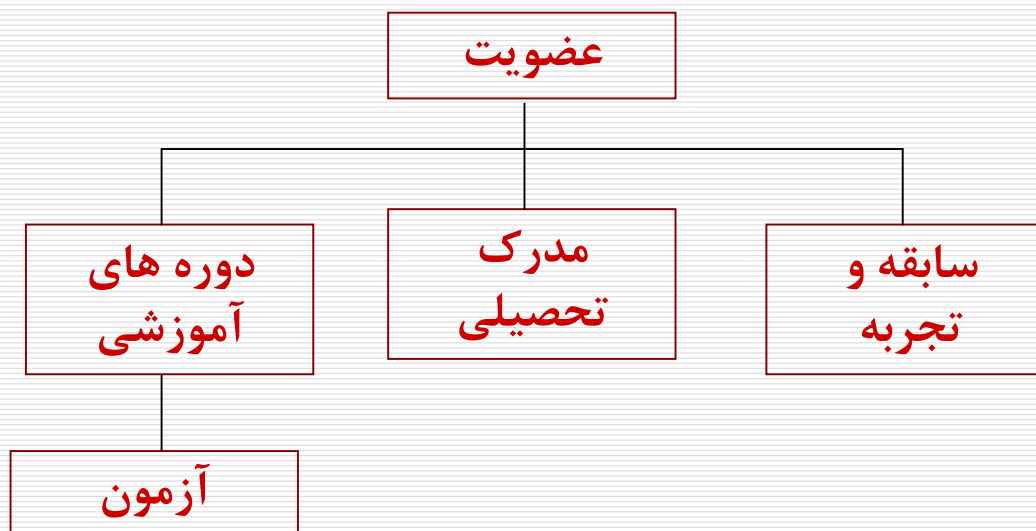 عضویت
سابقه و
تجربه
مدرک
تحصیلی
دوره های
آموزشی
آزمون